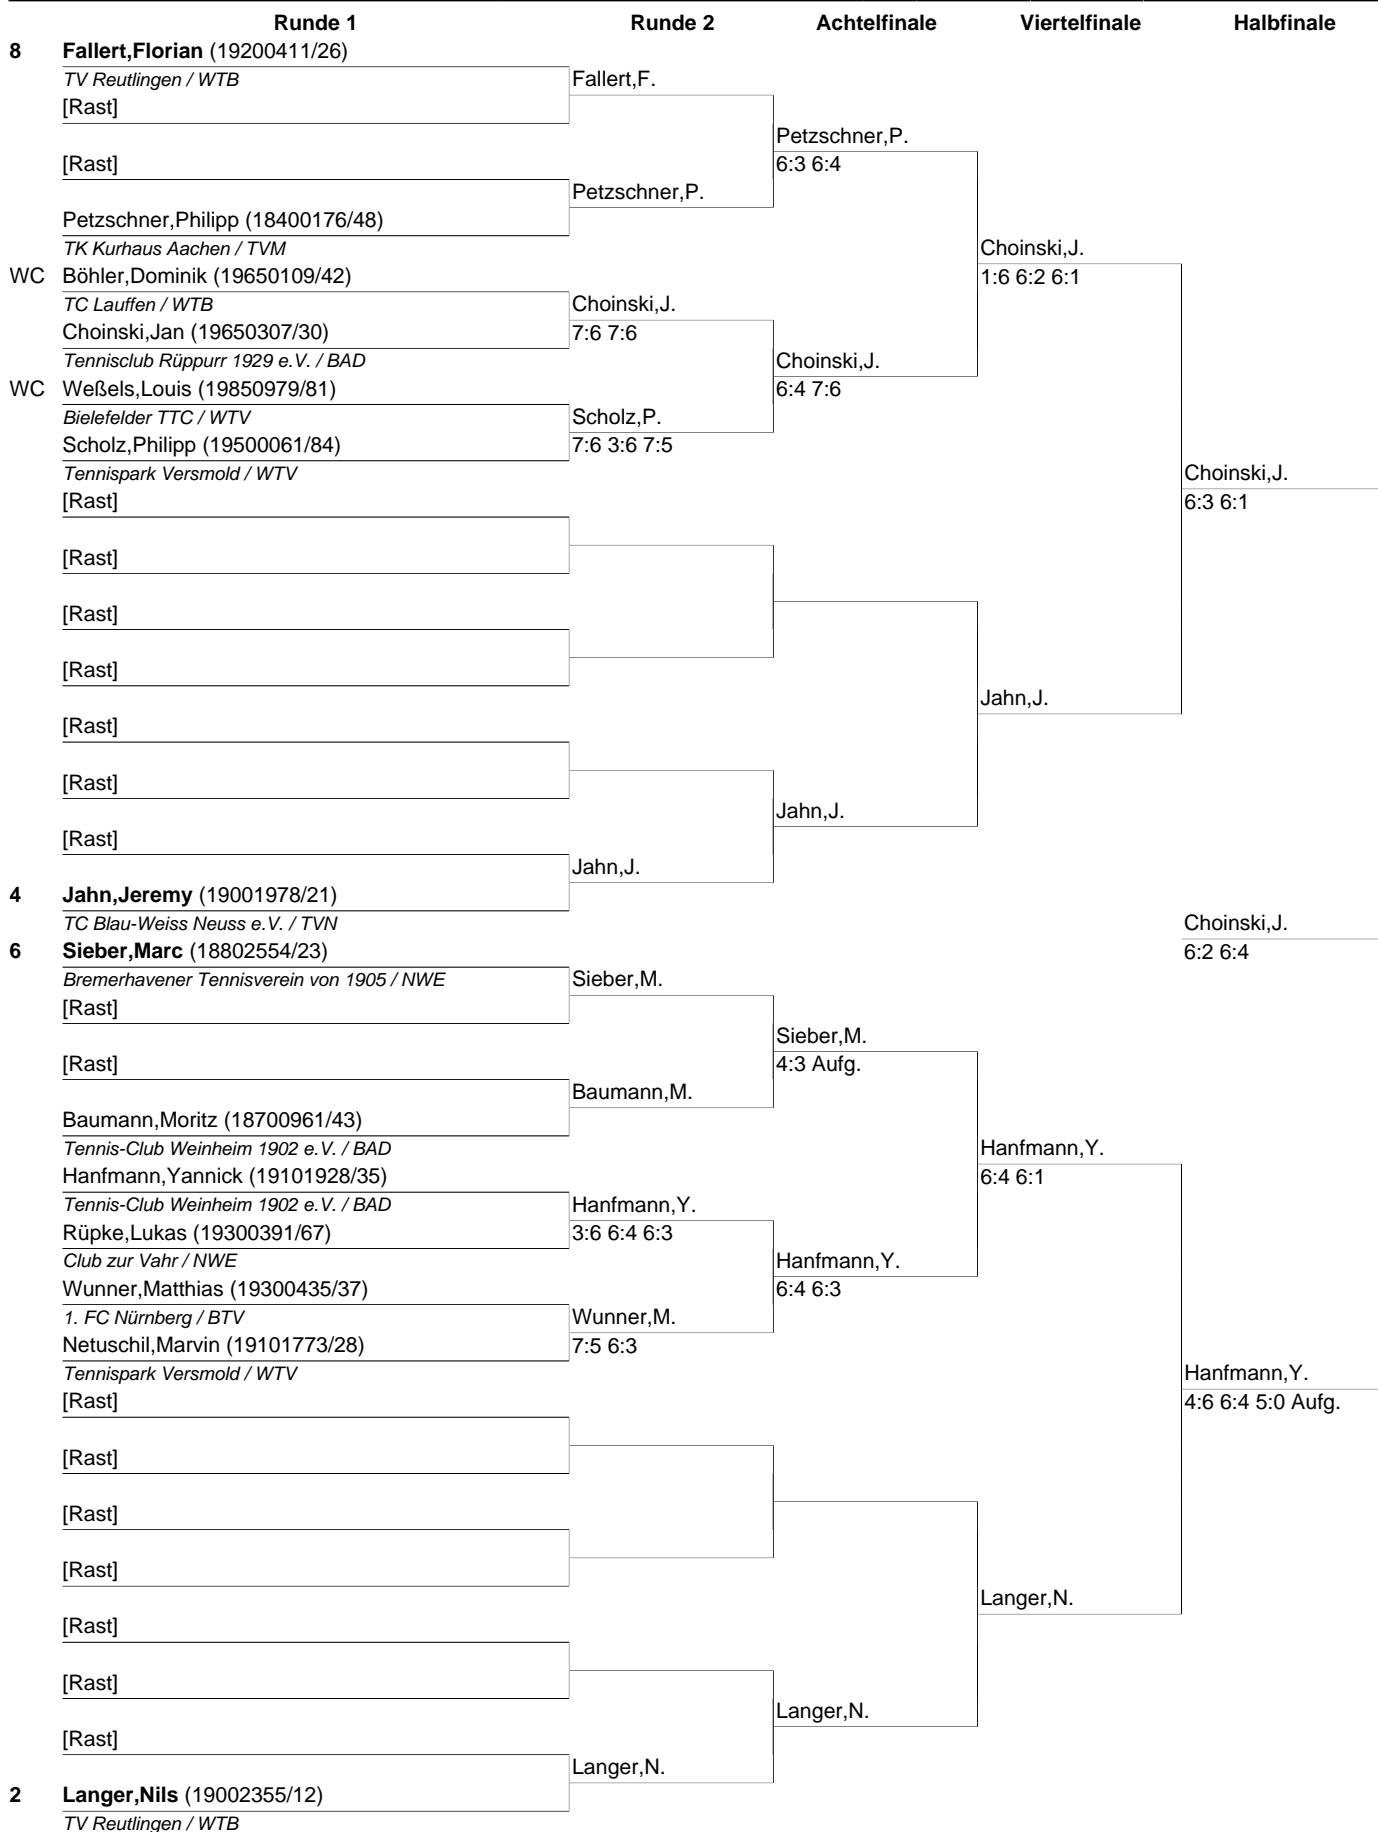 Runde 1 Runde 2 Achtelfinale Viertelfinale Halbfinale
8 Fallert,Florian (19200411/26)
TV Reutlingen / WTB Fallert,F.
[Rast]
Petzschner,P.
[Rast] 6:3 6:4
Petzschner,P.
Petzschner,Philipp (18400176/48)
TK Kurhaus Aachen / TVM Choinski,J.
WC Böhler,Dominik (19650109/42) 1:6 6:2 6:1
TC Lauffen / WTB Choinski,J.
Choinski,Jan (19650307/30) 7:6 7:6
Tennisclub Rüppurr 1929 e.V. / BAD Choinski,J.
WC Weßels,Louis (19850979/81) 6:4 7:6
Bielefelder TTC / WTV Scholz,P.
Scholz,Philipp (19500061/84) 7:6 3:6 7:5
Tennispark Versmold / WTV Choinski,J.
[Rast] 6:3 6:1
[Rast]
[Rast]
[Rast]
Jahn,J.
[Rast]
[Rast]
Jahn,J.
[Rast]
Jahn,J.
4 Jahn,Jeremy (19001978/21)
TC Blau-Weiss Neuss e.V. / TVN Choinski,J.
6 Sieber,Marc (18802554/23) 6:2 6:4
Bremerhavener Tennisverein von 1905 / NWE Sieber,M.
[Rast]
Sieber,M.
[Rast] 4:3 Aufg.
Baumann,M.
Baumann,Moritz (18700961/43)
Tennis-Club Weinheim 1902 e.V. / BAD Hanfmann,Y.
Hanfmann,Yannick (19101928/35) 6:4 6:1
Tennis-Club Weinheim 1902 e.V. / BAD Hanfmann,Y.
Rüpke,Lukas (19300391/67) 3:6 6:4 6:3
Club zur Vahr / NWE Hanfmann,Y.
Wunner,Matthias (19300435/37) 6:4 6:3
1. FC Nürnberg / BTV Wunner,M.
Netuschil,Marvin (19101773/28) 7:5 6:3
Tennispark Versmold / WTV Hanfmann,Y.
[Rast] 4:6 6:4 5:0 Aufg.
[Rast]
[Rast]
[Rast]
Langer,N.
[Rast]
[Rast]
Langer,N.
[Rast]
Langer,N.
2 Langer,Nils (19002355/12)
TV Reutlingen / WTB